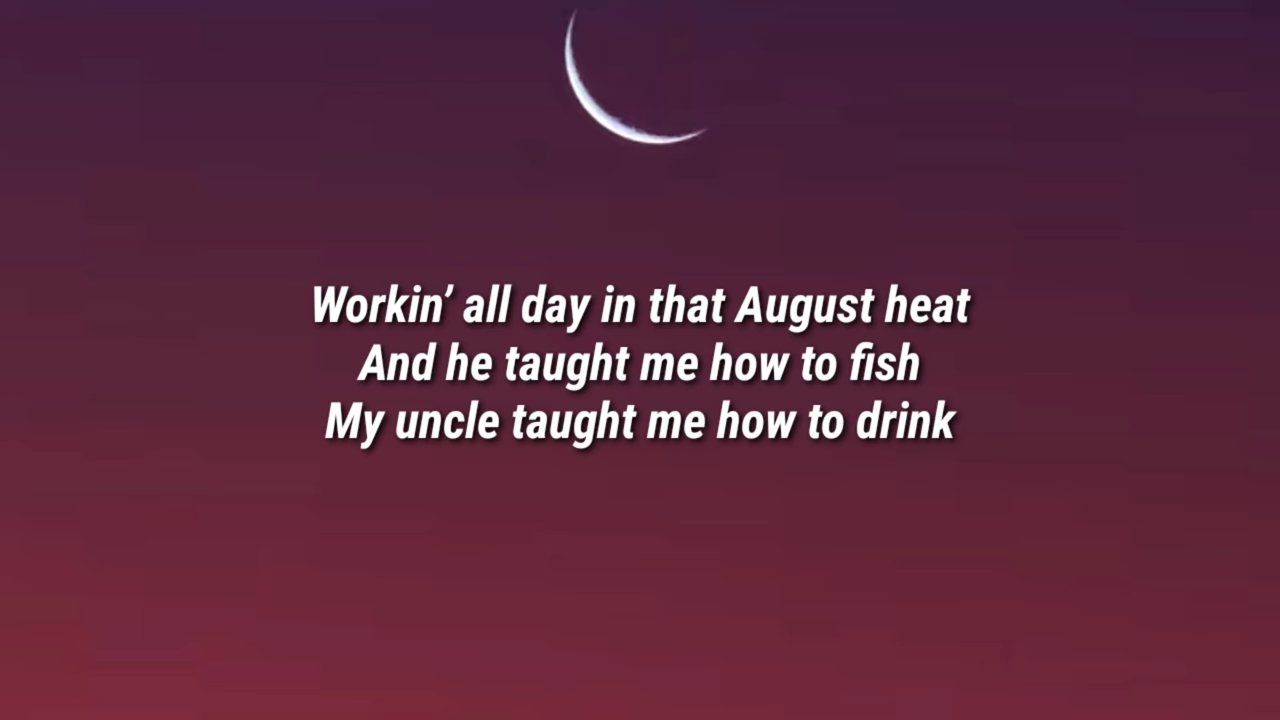 Workin’ all day in that August heat
And he taught me how to fish
My uncle taught me how to drink